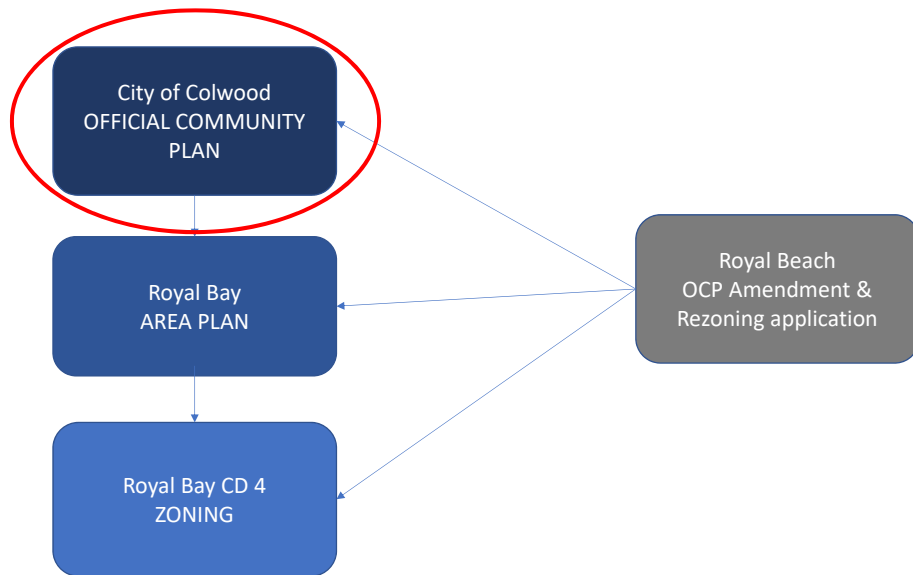 City of Colwood
OFFICIAL COMMUNITY
PLAN
Royal Bay
AREA PLAN
Royal Beach
OCP Amendment &
Rezoning application
Royal Bay CD 4
ZONING